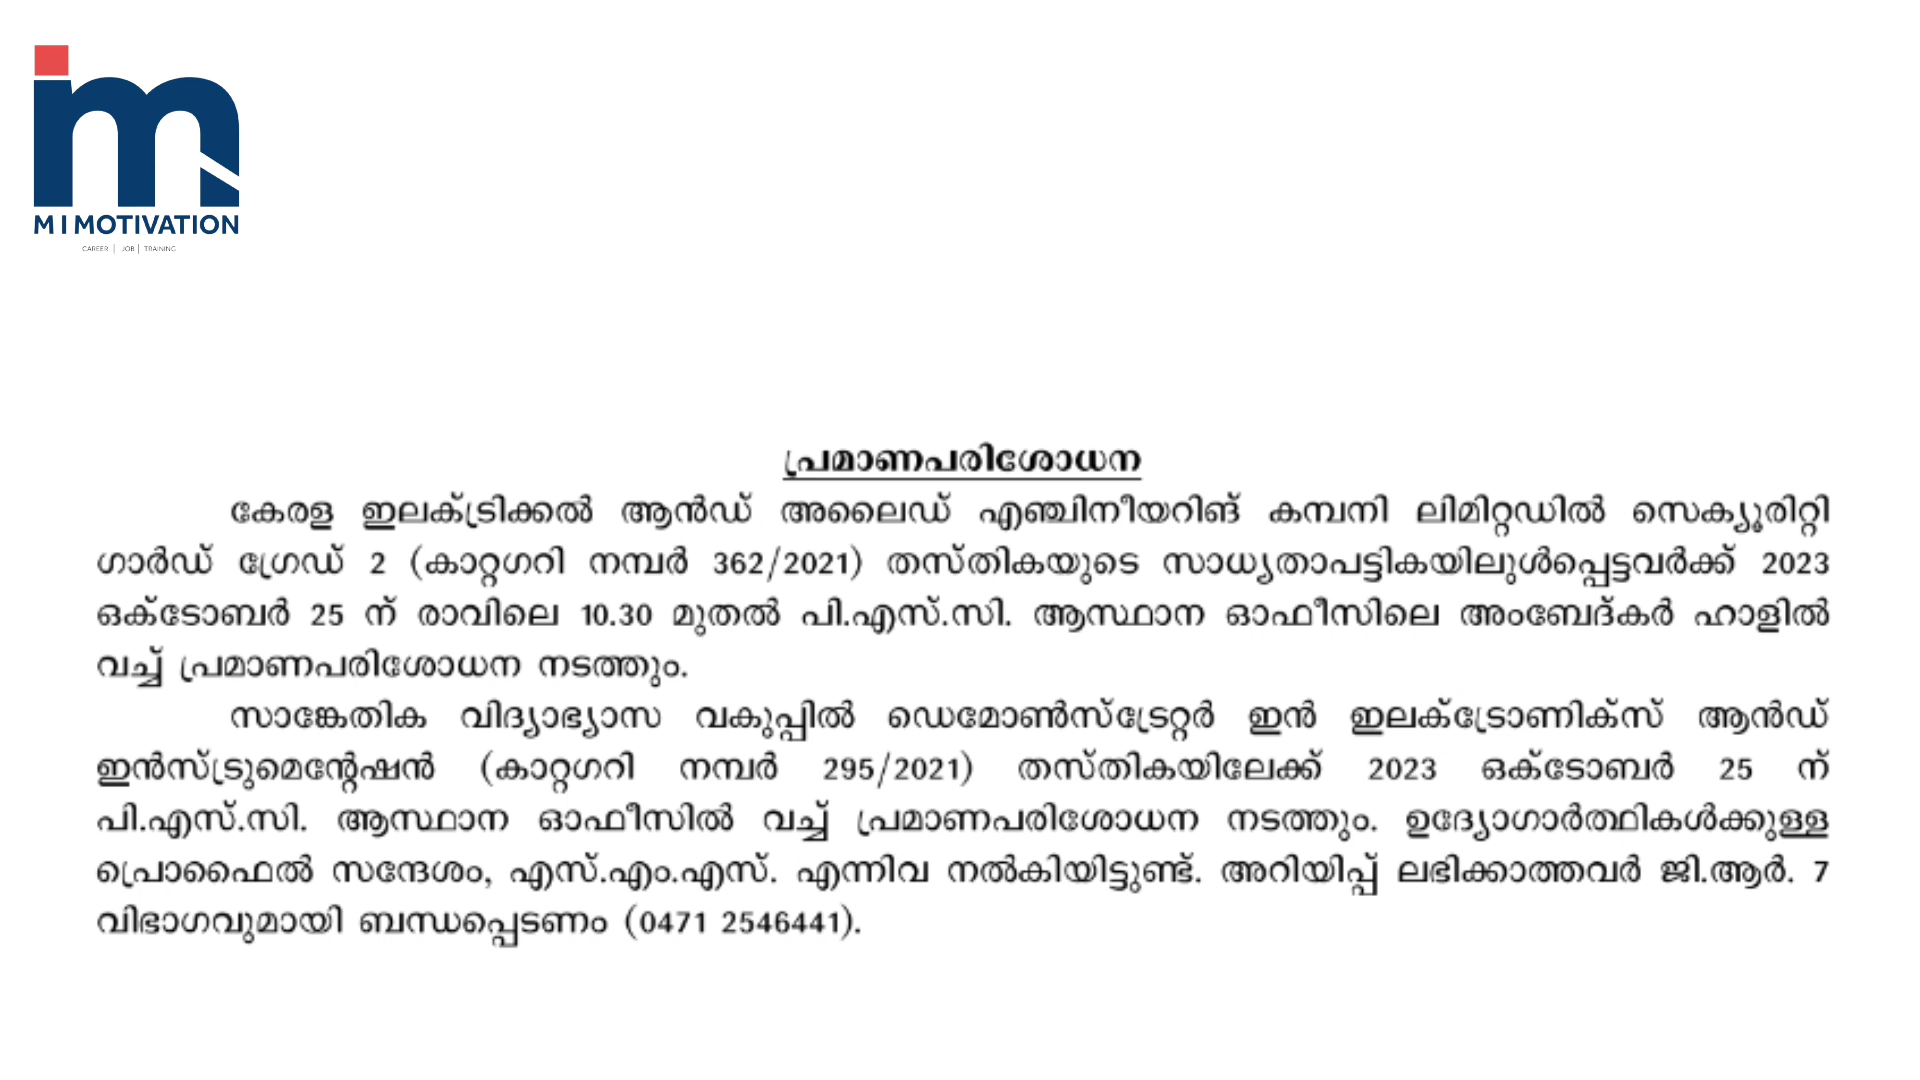 im
M I MOTIVATION
CAREER | JOB | TRAINING
പ്രമാണപരിശോധന
കേരള ഇലക്ട്രിക്കൽ ആൻഡ് അലൈഡ് എഞ്ചിനീയറിങ് കമ്പനി ലിമിറ്റഡിൽ സെക്യൂരിറ്റി
ഗാർഡ് ഗ്രേഡ് 2 (കാറ്റഗറി നമ്പർ 362/2021) തസ്തികയുടെ സാധ്യതാപട്ടികയിലുൾപ്പെട്ടവർക്ക് 2023
ഒക്ടോബർ 25 ന് രാവിലെ 10.30 മുതൽ പി.എസ്.സി. ആസ്ഥാന ഓഫീസിലെ അംബേദ്കർ ഹാളിൽ
വച്ച് പ്രമാണപരിശോധന നടത്തും.
സാങ്കേതിക വിദ്യാഭ്യാസ വകുപ്പിൽ ഡെമോൺസ്ട്രേറ്റർ ഇൻ ഇലക്ട്രോണിക്സ് ആൻഡ്
ഇൻസ്ട്രുമെന്റേഷൻ (കാറ്റഗറി നമ്പർ 295/2021) തസ്തികയിലേക്ക് 2023 ഒക്ടോബർ 25 ന്
പി.എസ്.സി. ആസ്ഥാന ഓഫീസിൽ വച്ച് പ്രമാണപരിശോധന നടത്തും. ഉദ്യോഗാർത്ഥികൾക്കുള്ള
പ്രൊഫൈൽ സന്ദേശം, എസ്.എം.എസ്. എന്നിവ നൽകിയിട്ടുണ്ട്. അറിയിപ്പ് ലഭിക്കാത്തവർ ജി.ആർ. 7
വിഭാഗവുമായി ബന്ധപ്പെടണം (0471 2546441).